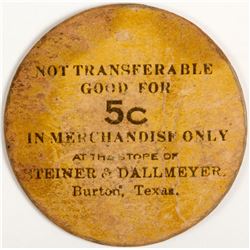 NOT TRANSFERABLE
GOOD FOR
5c
IN MERCHANDISE ONLY
AT THE STORE OF
STEINER & DALLMEYER.
Burton, Texas.